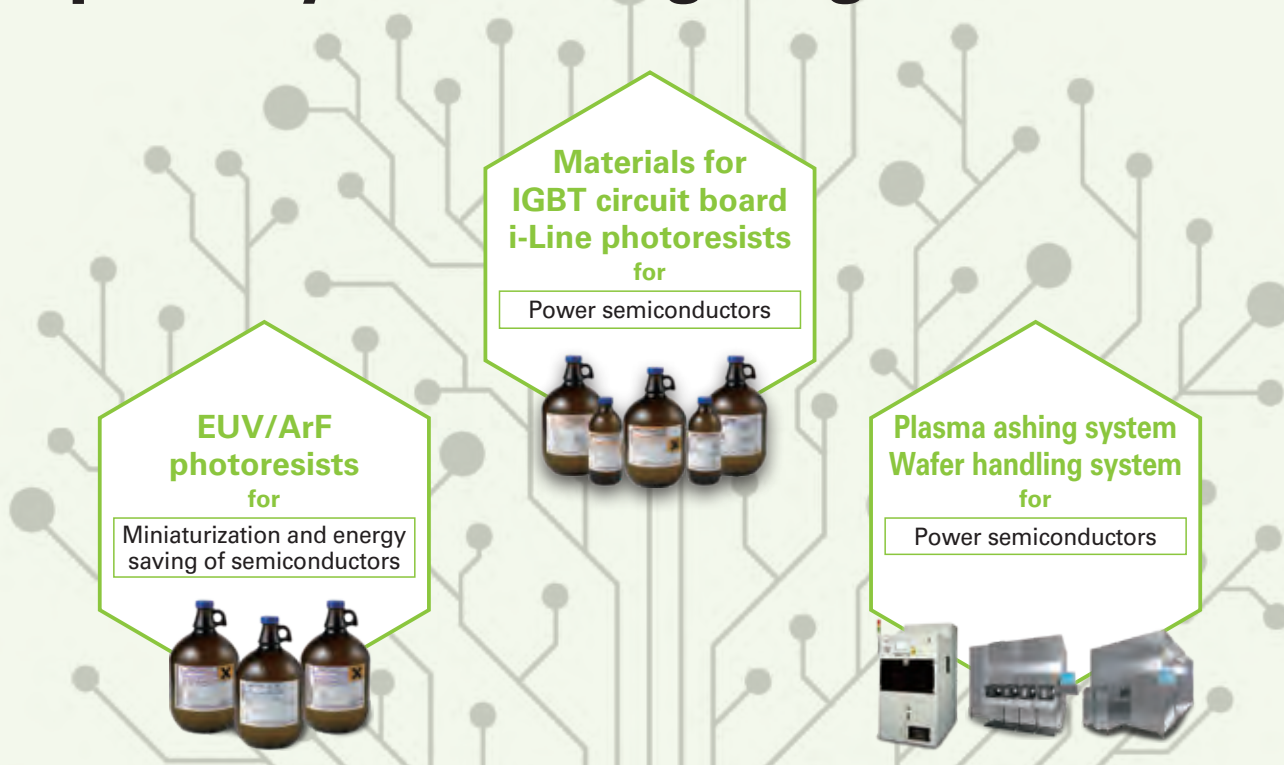 Materials for
IGBT circuit board
i-Line photoresists
for
Power semiconductors
EUV/ArF
photoresists
for
Miniaturization and energy
saving of semiconductors
Plasma ashing system
Wafer handling system
for
Power semiconductors